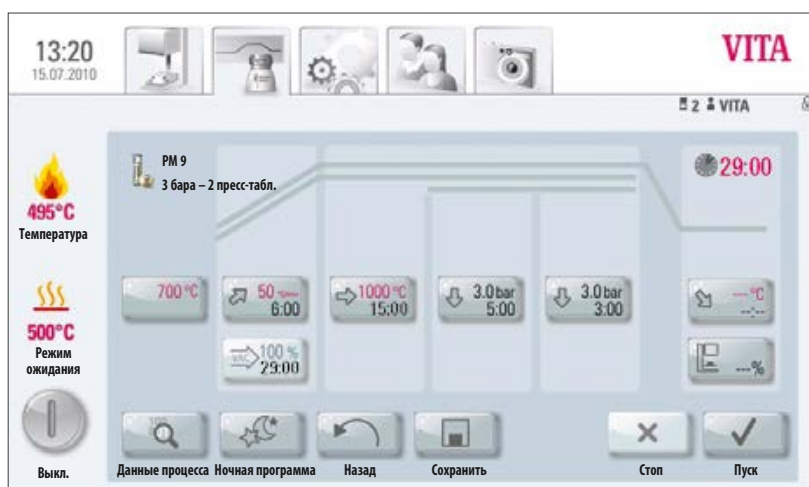 13:20
15.07.2010
VITA
2 VITA
PM 9
3 бара – 2 пресс-табл.
29:00
495°C
Температура
500°C
Режим
ожидания
Выкл.
700 °C
50
6:00
1000 °C
15:00
3.0 bar
5:00
3.0 bar
3:00
--- °C
--:--
VAC 100 %
29:00
---%
Данные процесса
Ночная программа
Назад
Сохранить
Стоп
Пуск